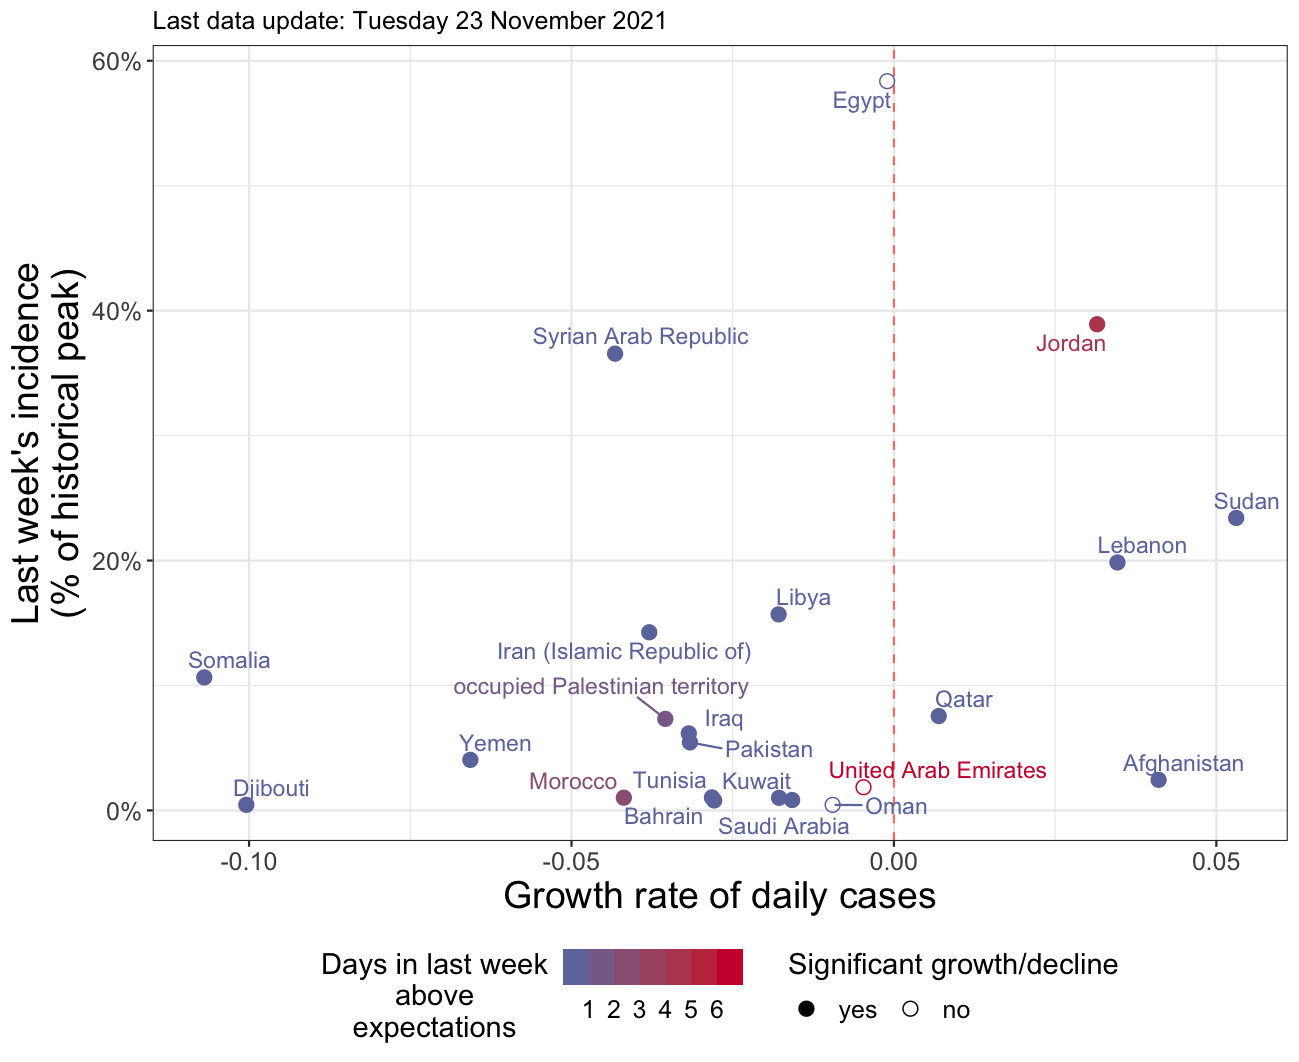 Last data update: Tuesday 23 November 2021
60%
Egypt
40%
Syrian Arab Republic
Jordan
Last week's incidence
(% of historical peak)
Sudan
Lebanon
20%
Libya
Iran (Islamic Republic of)
Somalia
occupied Palestinian territory
Qatar
Iraq
Yemen
Pakistan
Afghanistan
United Arab Emirates
Morocco
Tunisia
Kuwait
Djibouti
Oman
0%
Bahrain
Saudi Arabia
-0.10
-0.05
0.00
0.05
Growth rate of daily cases
Days in last week
above
expectations
1 2 3 4 5 6
Significant growth/decline
yes
no